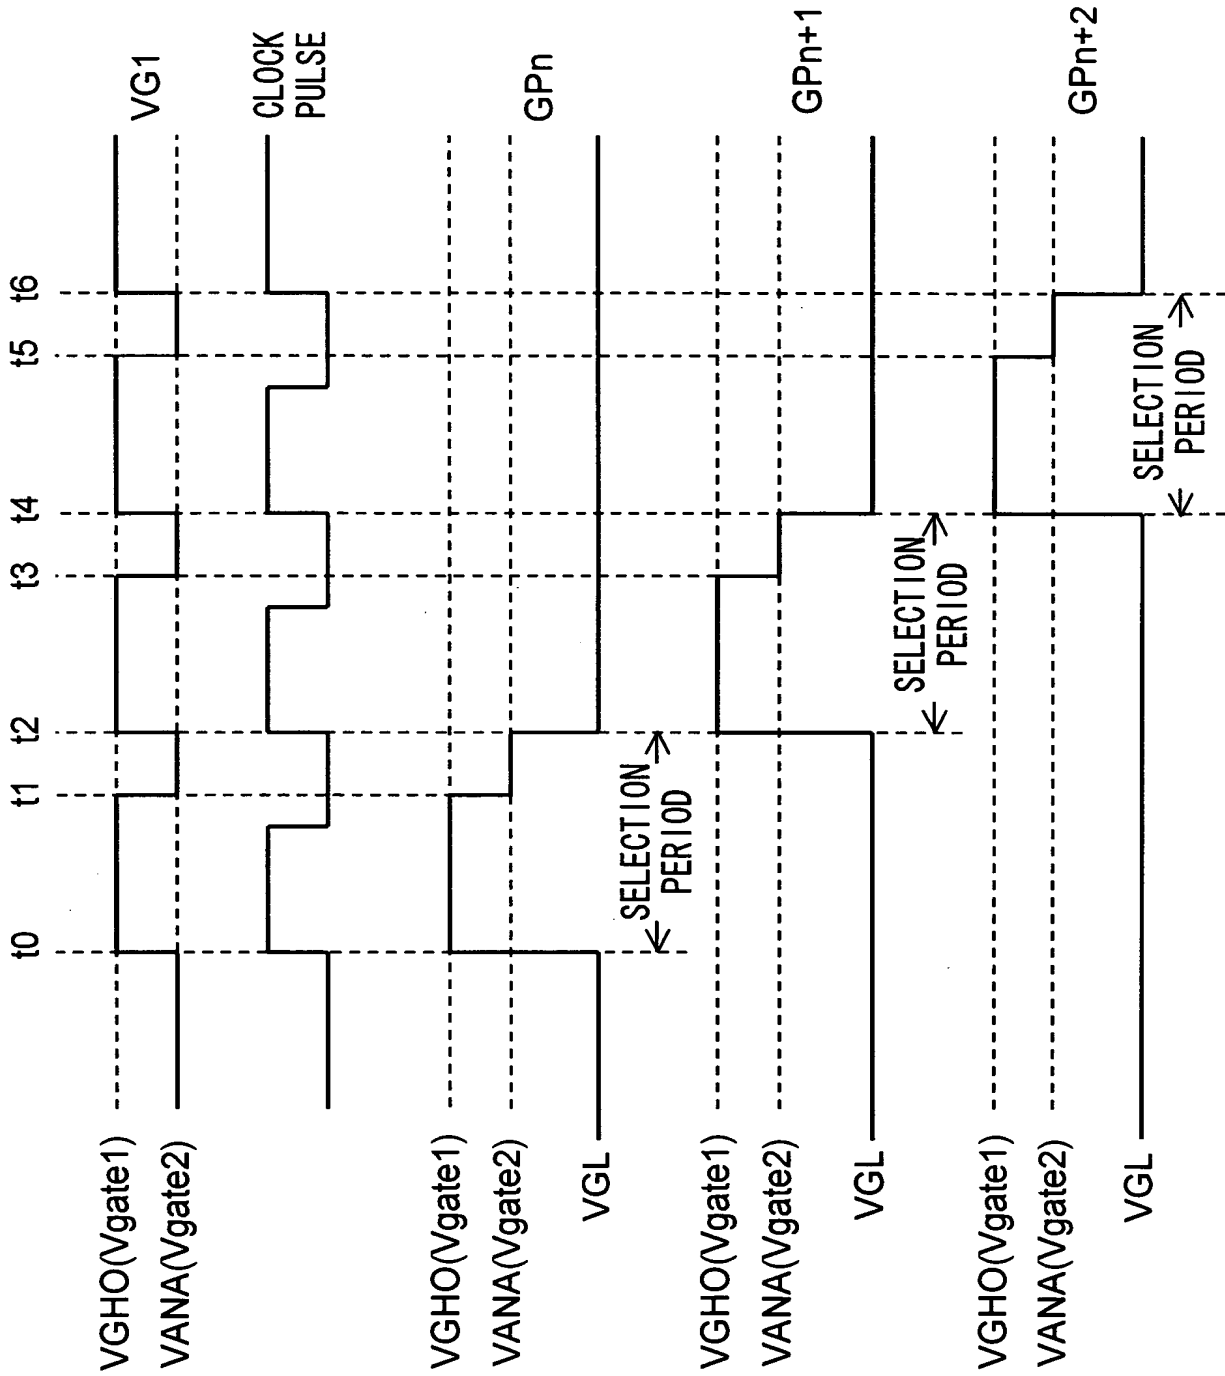 t0
t1
t2
t3
t4
t5
t6
VGHO(Vgate1)
VANA(Vgate2)
VG1
CLOCK
PULSE
VGHO(Vgate1)
VANA(Vgate2)
VGL
GPn
SELECTION
PERIOD
VGHO(Vgate1)
VANA(Vgate2)
VGL
GPn+1
SELECTION
PERIOD
VGHO(Vgate1)
VANA(Vgate2)
VGL
GPn+2
SELECTION
PERIOD